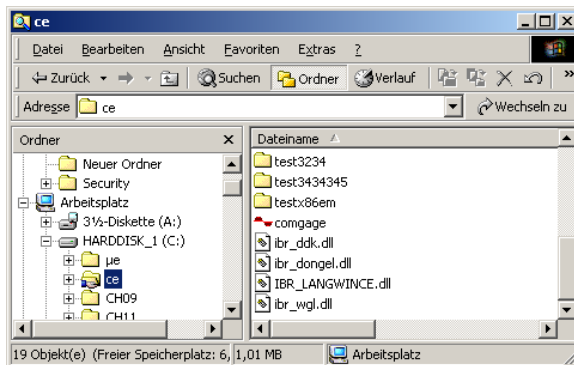 ce
Datei Bearbeiten Ansicht Favoriten Extras ?
Zurück Suchen Ordner Verlauf »
Adresse ce Wechseln zu
Ordner x
Neuer Ordner
Security
Arbeitsplatz
3½-Diskette (A:)
HARDDISK_1 (C:)
µe
ce
CH09
CH11
Dateiname
test3234
test3434345
testx86em
comgage
ibr_ddk.dll
ibr_dongel.dll
IBR_LANGWINCE.dll
ibr_wgl.dll
19 Objekt(e) (Freier Speicherplatz: 6, 1,01 MB Arbeitsplatz